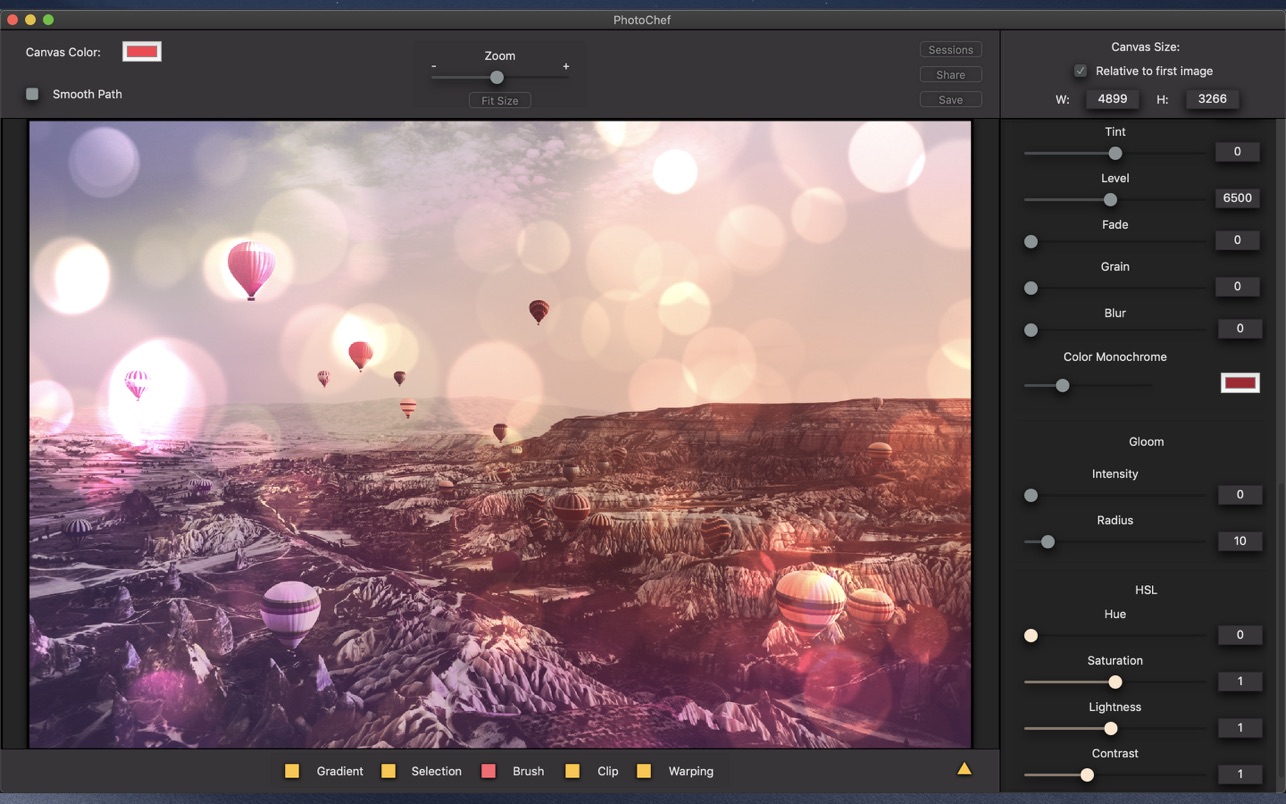 PhotoChef
Canvas Color:
Smooth Path
Zoom
- +
Fit Size
Sessions
Share
Save
Canvas Size:
Relative to first image
W: 4899 H: 3266
Tint
0
Level
6500
Fade
0
Grain
0
Blur
0
Color Monochrome
Gloom
Intensity
0
Radius
10
HSL
Hue
0
Saturation
1
Lightness
1
Contrast
1
Gradient Selection Brush Clip Warping